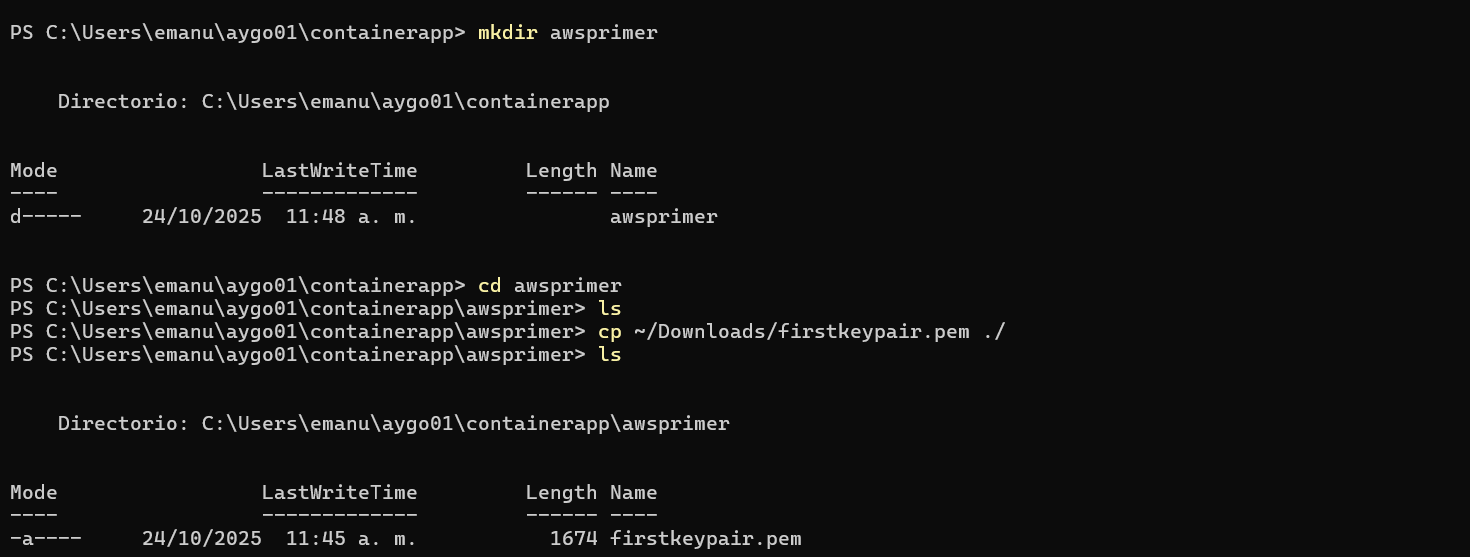 PS C:\Users\emanu\aygo01\containerapp> mkdir awsprimer
    Directorio: C:\Users\emanu\aygo01\containerapp
Mode                 LastWriteTime         Length Name
----                 -------------         ------ ----
d-----     24/10/2025  11:48 a. m.                awsprimer
PS C:\Users\emanu\aygo01\containerapp> cd awsprimer
PS C:\Users\emanu\aygo01\containerapp\awsprimer> ls
PS C:\Users\emanu\aygo01\containerapp\awsprimer> cp ~/Downloads/firstkeypair.pem ./
PS C:\Users\emanu\aygo01\containerapp\awsprimer> ls
    Directorio: C:\Users\emanu\aygo01\containerapp\awsprimer
Mode                 LastWriteTime         Length Name
----                 -------------         ------ ----
-a----     24/10/2025  11:45 a. m.           1674 firstkeypair.pem